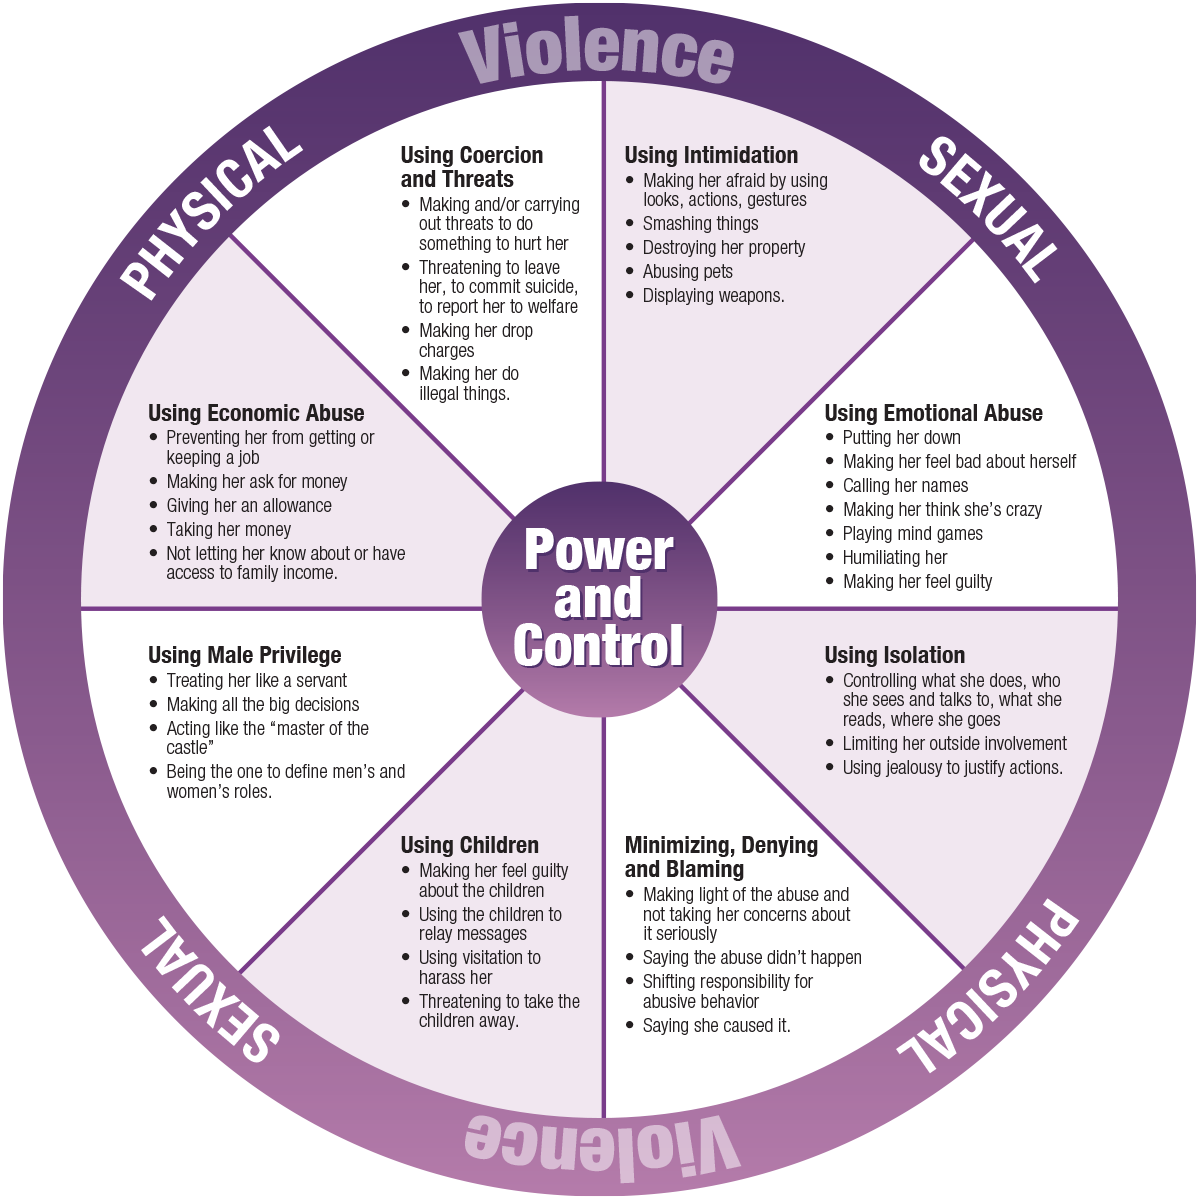 Violence
PHYSICAL
SEXUAL
Using Coercion
and Threats
• Making and/or carrying
out threats to do
something to hurt her
• Threatening to leave
her, to commit suicide,
to report her to welfare
• Making her drop
charges
• Making her do
illegal things.
Using Intimidation
• Making her afraid by using
looks, actions, gestures
• Smashing things
• Destroying her property
• Abusing pets
• Displaying weapons.
Using Economic Abuse
• Preventing her from getting or
keeping a job
• Making her ask for money
• Giving her an allowance
• Taking her money
• Not letting her know about or have
access to family income.
Using Emotional Abuse
• Putting her down
• Making her feel bad about herself
• Calling her names
• Making her think she’s crazy
• Playing mind games
• Humiliating her
• Making her feel guilty
Power
and
Control
Using Male Privilege
• Treating her like a servant
• Making all the big decisions
• Acting like the “master of the
castle”
• Being the one to define men’s and
women’s roles.
Using Isolation
• Controlling what she does, who
she sees and talks to, what she
reads, where she goes
• Limiting her outside involvement
• Using jealousy to justify actions.
Using Children
• Making her feel guilty
about the children
• Using the children to
relay messages
• Using visitation to
harass her
• Threatening to take the
children away.
Minimizing, Denying
and Blaming
• Making light of the abuse and
not taking her concerns about
it seriously
• Saying the abuse didn’t happen
• Shifting responsibility for
abusive behavior
• Saying she caused it.
SEXUAL
PHYSICAL
Violence